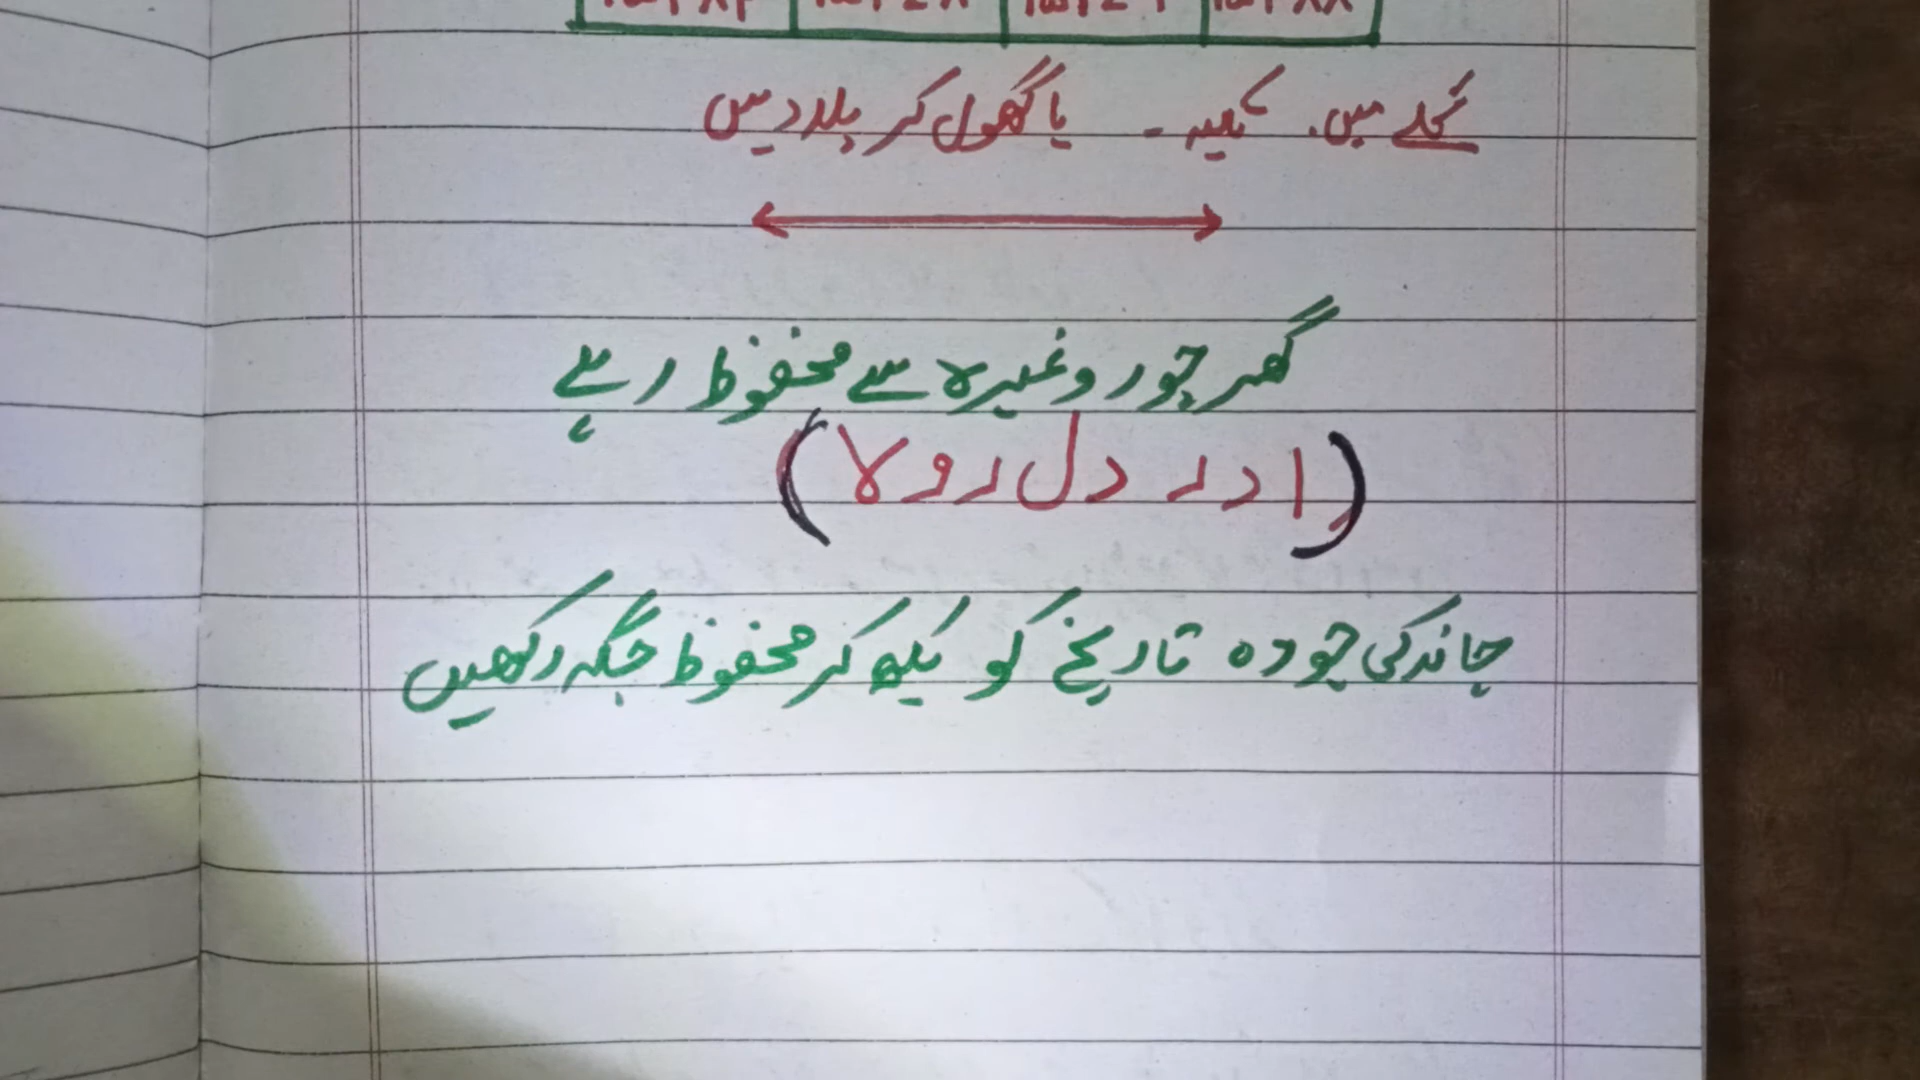 گلے میں. تکیہ - یا گھول کر پلا دیں
گھر چور وغیرہ سے محفوظ رہے
(ا د ر د ل ر و لا)
چاند کی چودہ تاریخ کو لکھ کر محفوظ جگہ رکھیں